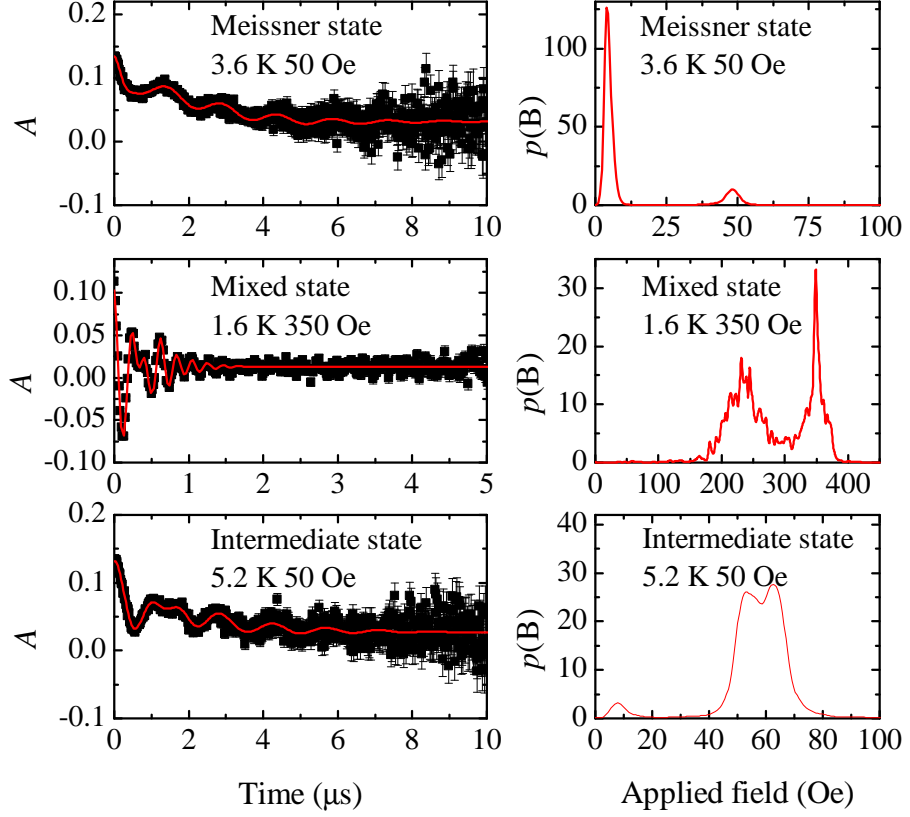 0.2
0.1
0.0
-0.1
A
Meissner state
3.6 K 50 Oe
0 2 4 6 8 10
100
50
0
p(B)
Meissner state
3.6 K 50 Oe
0 25 50 75 100
0.10
0.05
0.00
-0.05
-0.10
A
Mixed state
1.6 K 350 Oe
0 1 2 3 4 5
30
20
10
0
p(B)
Mixed state
1.6 K 350 Oe
0 100 200 300 400
0.2
0.1
0.0
-0.1
A
Intermediate state
5.2 K 50 Oe
0 2 4 6 8 10
40
30
20
10
0
p(B)
Intermediate state
5.2 K 50 Oe
0 20 40 60 80 100
Time (μs)
Applied field (Oe)